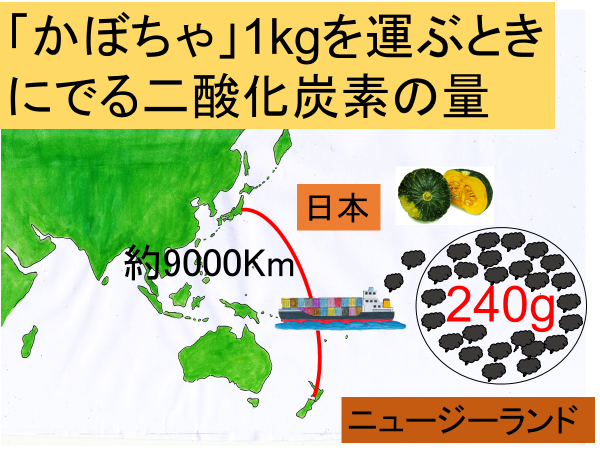 「かぼちゃ」1kgを運ぶとき
にでる二酸化炭素の量
日本
約9000Km
240g
ニュージーランド